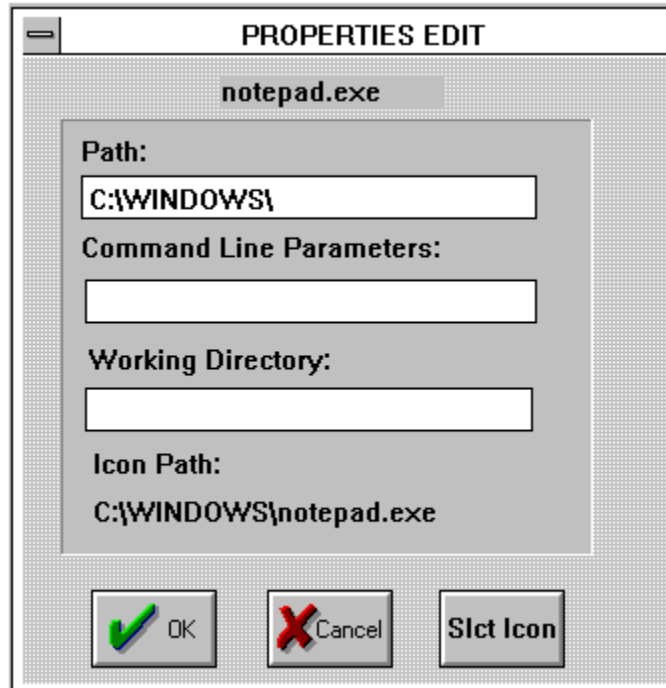 PROPERTIES EDIT
notepad.exe
Path:
C:\WINDOWS\
Command Line Parameters:
Working Directory:
Icon Path:
C:\WINDOWS\notepad.exe
OK
Cancel
Slct Icon